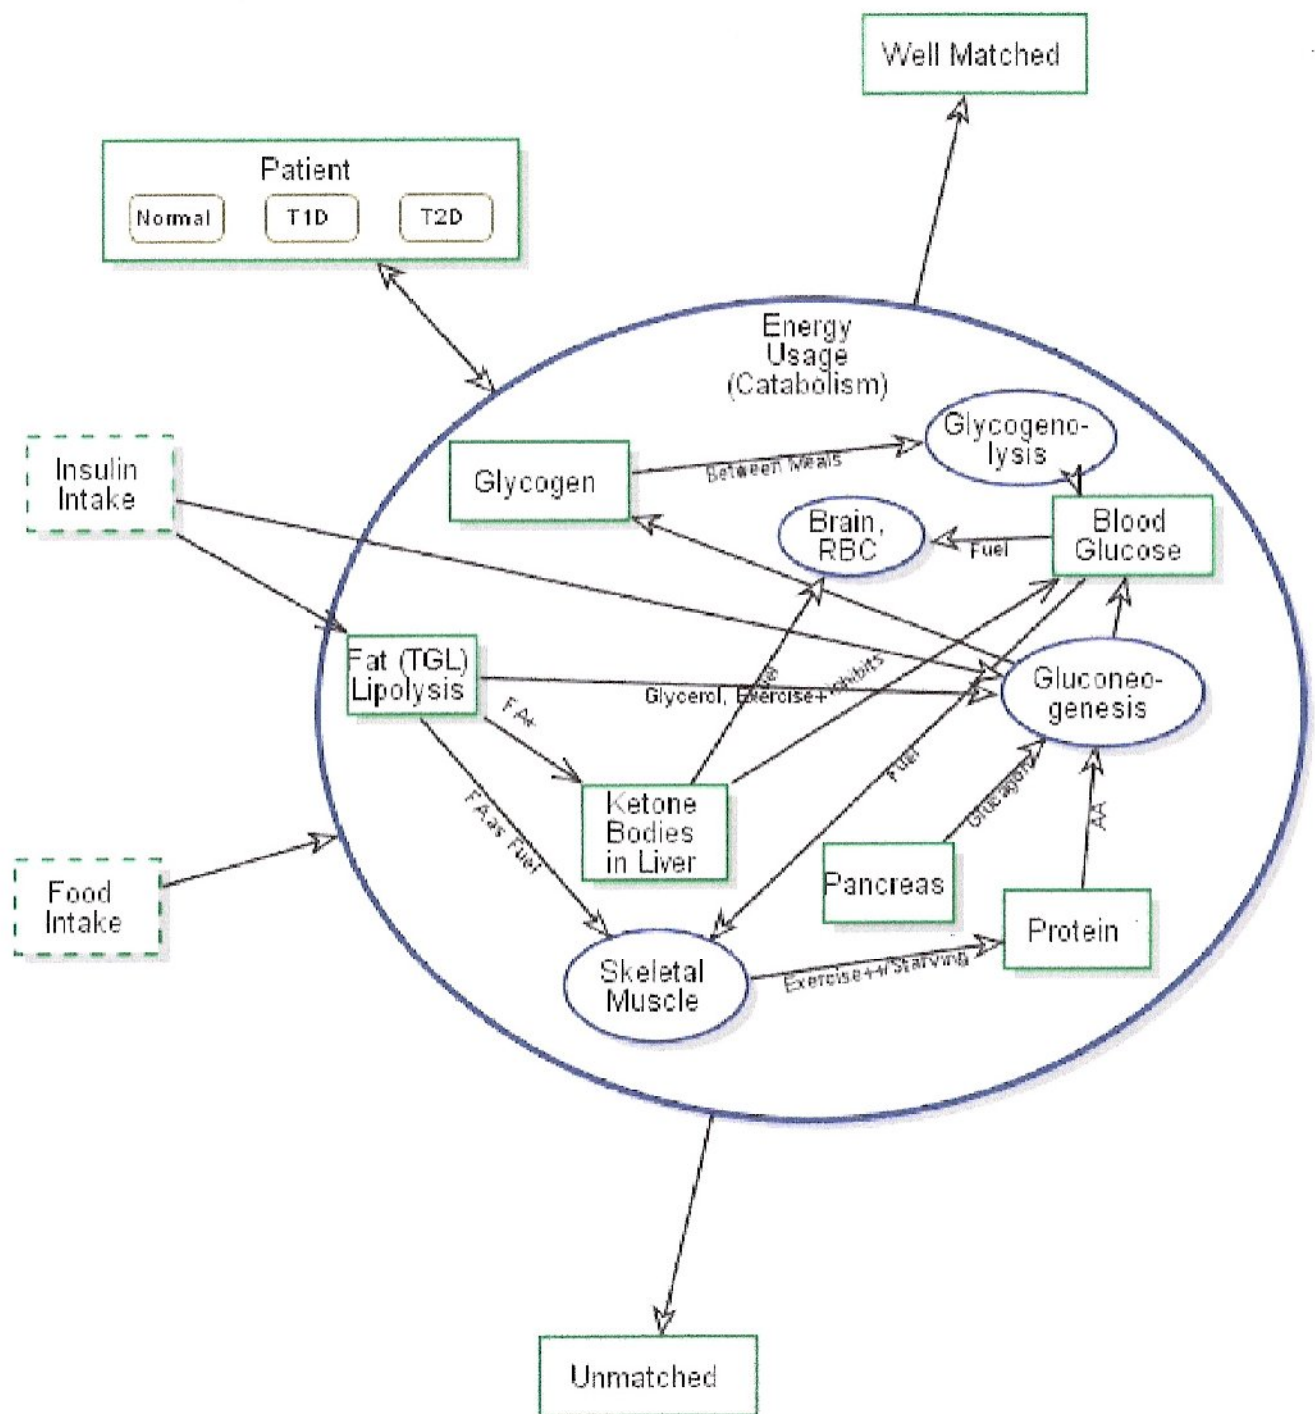 Well Matched
Patient
Normal
T1D
T2D
Energy
Usage
(Catabolism)
Insulin
Intake
Glycogen
Between Meals
Glycogeno-
lysis
Brain,
RBC
Fuel
Blood
Glucose
Fat (TGL)
Lipolysis
Glycerol, Exercise+
inhibits
Fuel
Gluconeo-
genesis
FA+
FA as Fuel
Fuel
Glucagon
AA
Ketone
Bodies
in Liver
Pancreas
Food
Intake
Protein
Skeletal
Muscle
Exercise++/Starving
Unmatched